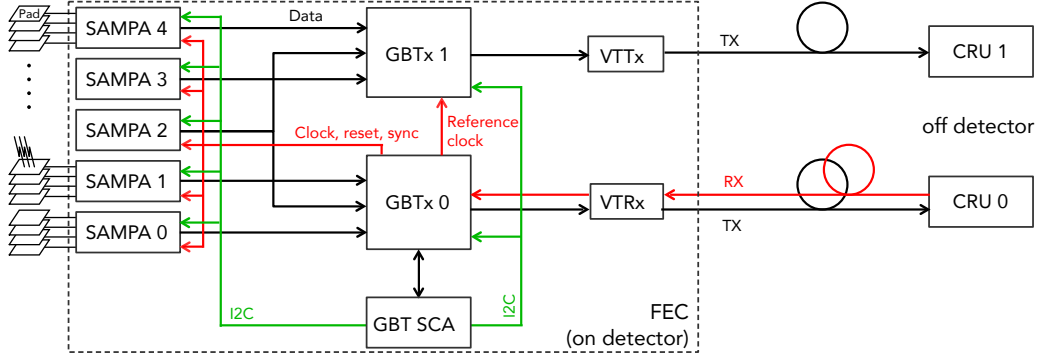 Pad
SAMPA 4
Data
GBTx 1
VTTx
TX
CRU 1
SAMPA 3
SAMPA 2
Clock, reset, sync
Reference
clock
off detector
SAMPA 1
GBTx 0
VTRx
RX
TX
CRU 0
SAMPA 0
I2C
GBT SCA
I2C
FEC
(on detector)